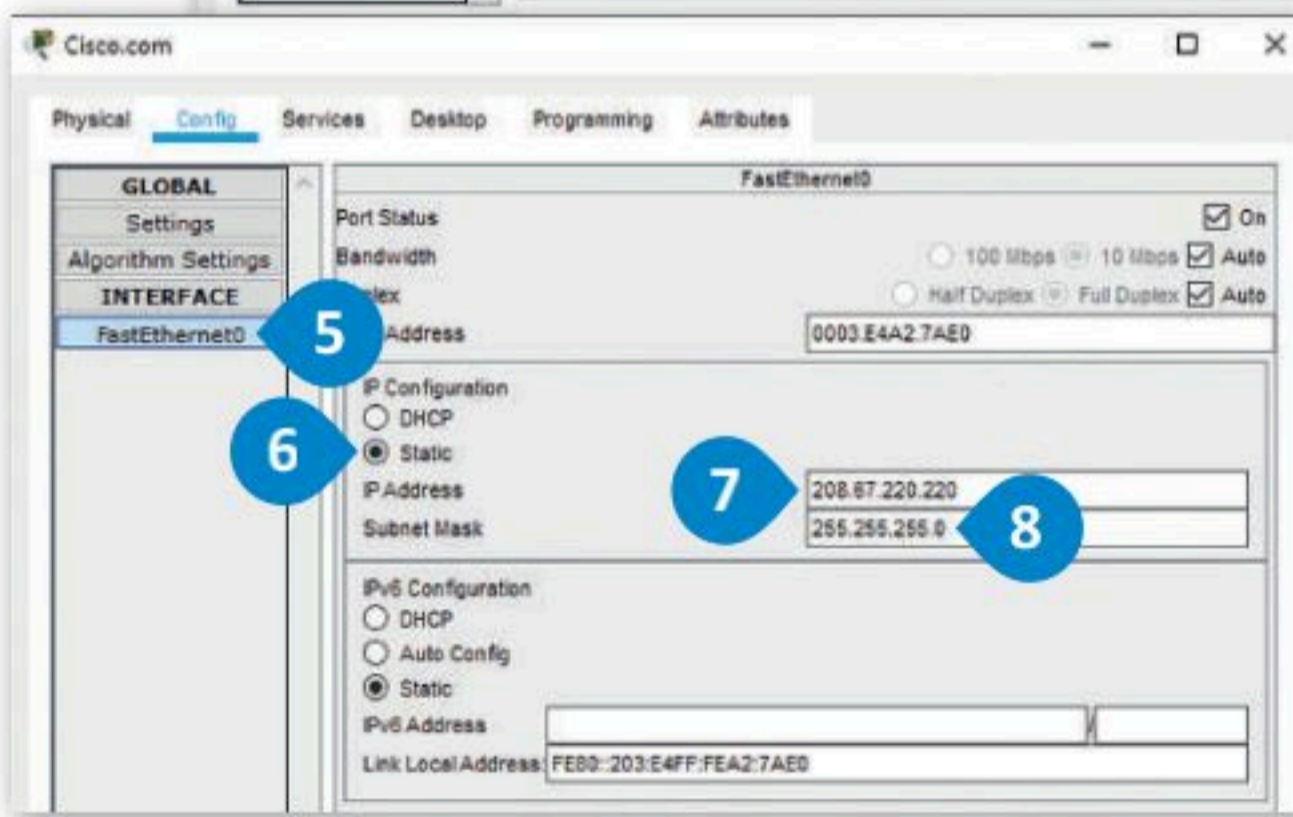 Cisco.com
Physical Config Services Desktop Programming Attributes
GLOBAL
Settings
Algorithm Settings
INTERFACE
FastEthernet0
FastEthernet0
Port Status On
Bandwidth 100 Mbps 10 Mbps Auto
Half Duplex Full Duplex Auto
Address 0003.E4A2.7AE0
5
IP Configuration
DHCP
6
Static
IP Address 7 208.67.220.220
Subnet Mask 255.255.255.0 8
IPv6 Configuration
DHCP
Auto Config
Static
IPv6 Address /
Link Local Address: FE80::203:E4FF:FEA2:7AE0